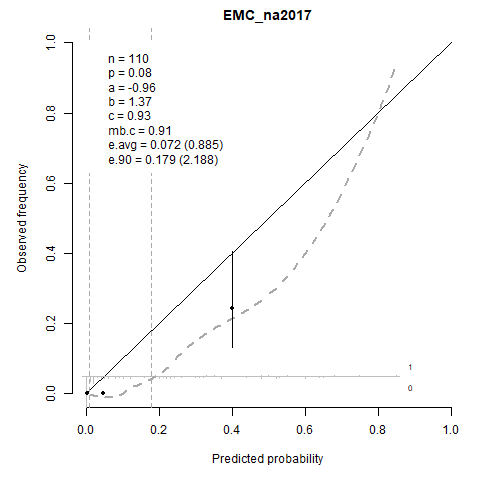 EMC_na2017
n = 110
p = 0.08
a = -0.96
b = 1.37
c = 0.93
mb.c = 0.91
e.avg = 0.072 (0.885)
e.90 = 0.179 (2.188)
Observed frequency
1.0
0.8
0.6
0.4
0.2
0.0
1
0
0.0 0.2 0.4 0.6 0.8 1.0
Predicted probability